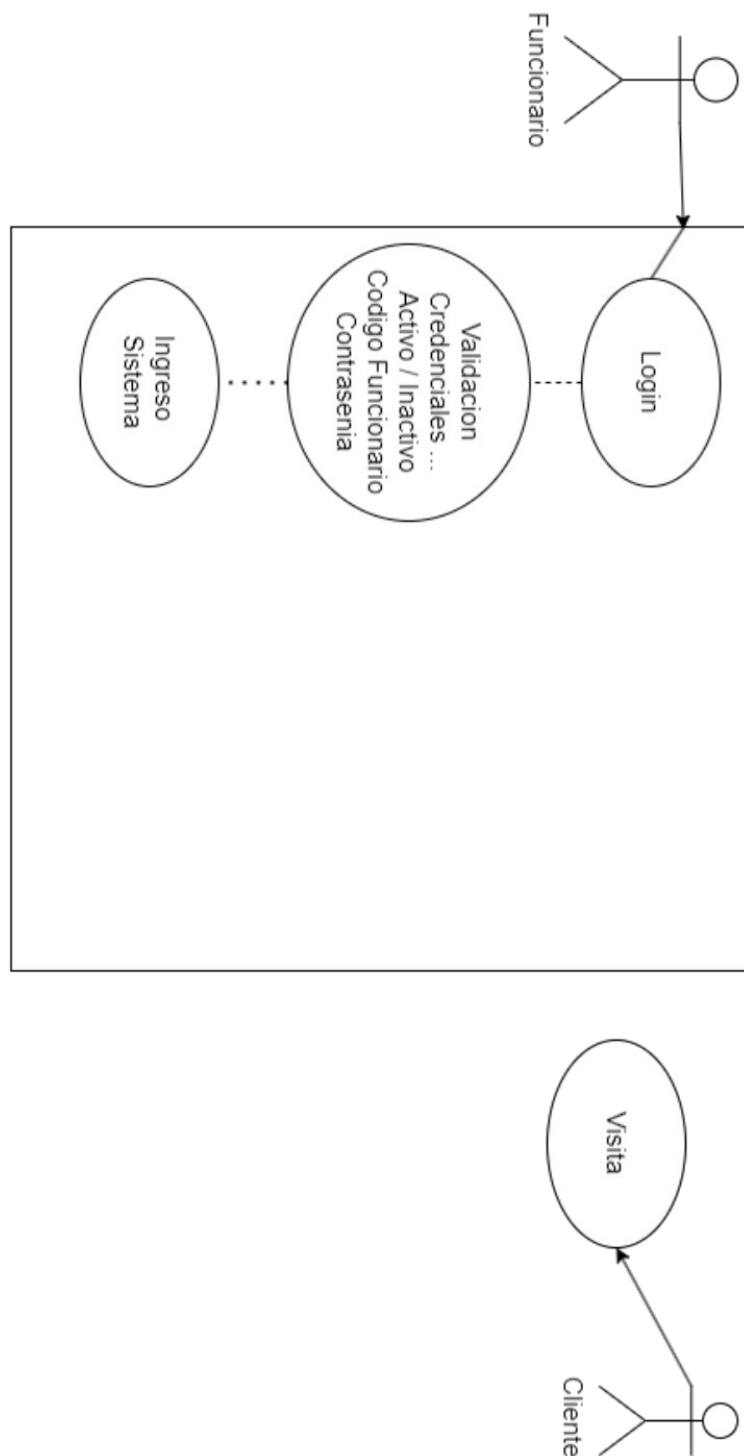 Funcionario
Login
Validacion
Credenciales ...
Activo / Inactivo
Codigo Funcionario
Contrasenia
Ingreso
Sistema
Visita
Cliente